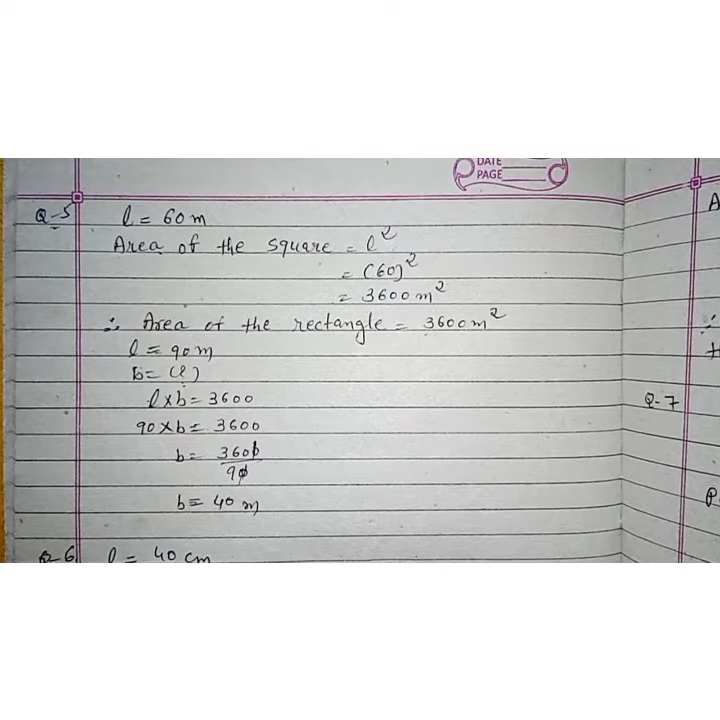 DATE
PAGE
Q-5 l = 60 m
Area of the square = l²
= (60)²
= 3600 m²
∴ Area of the rectangle = 3600 m²
l = 90 m
b = (?)
l × b = 3600
90 × b = 3600
b = 3600
90
b = 40 m
Q-6 l = 40 cm
A
∴
Q-7
P